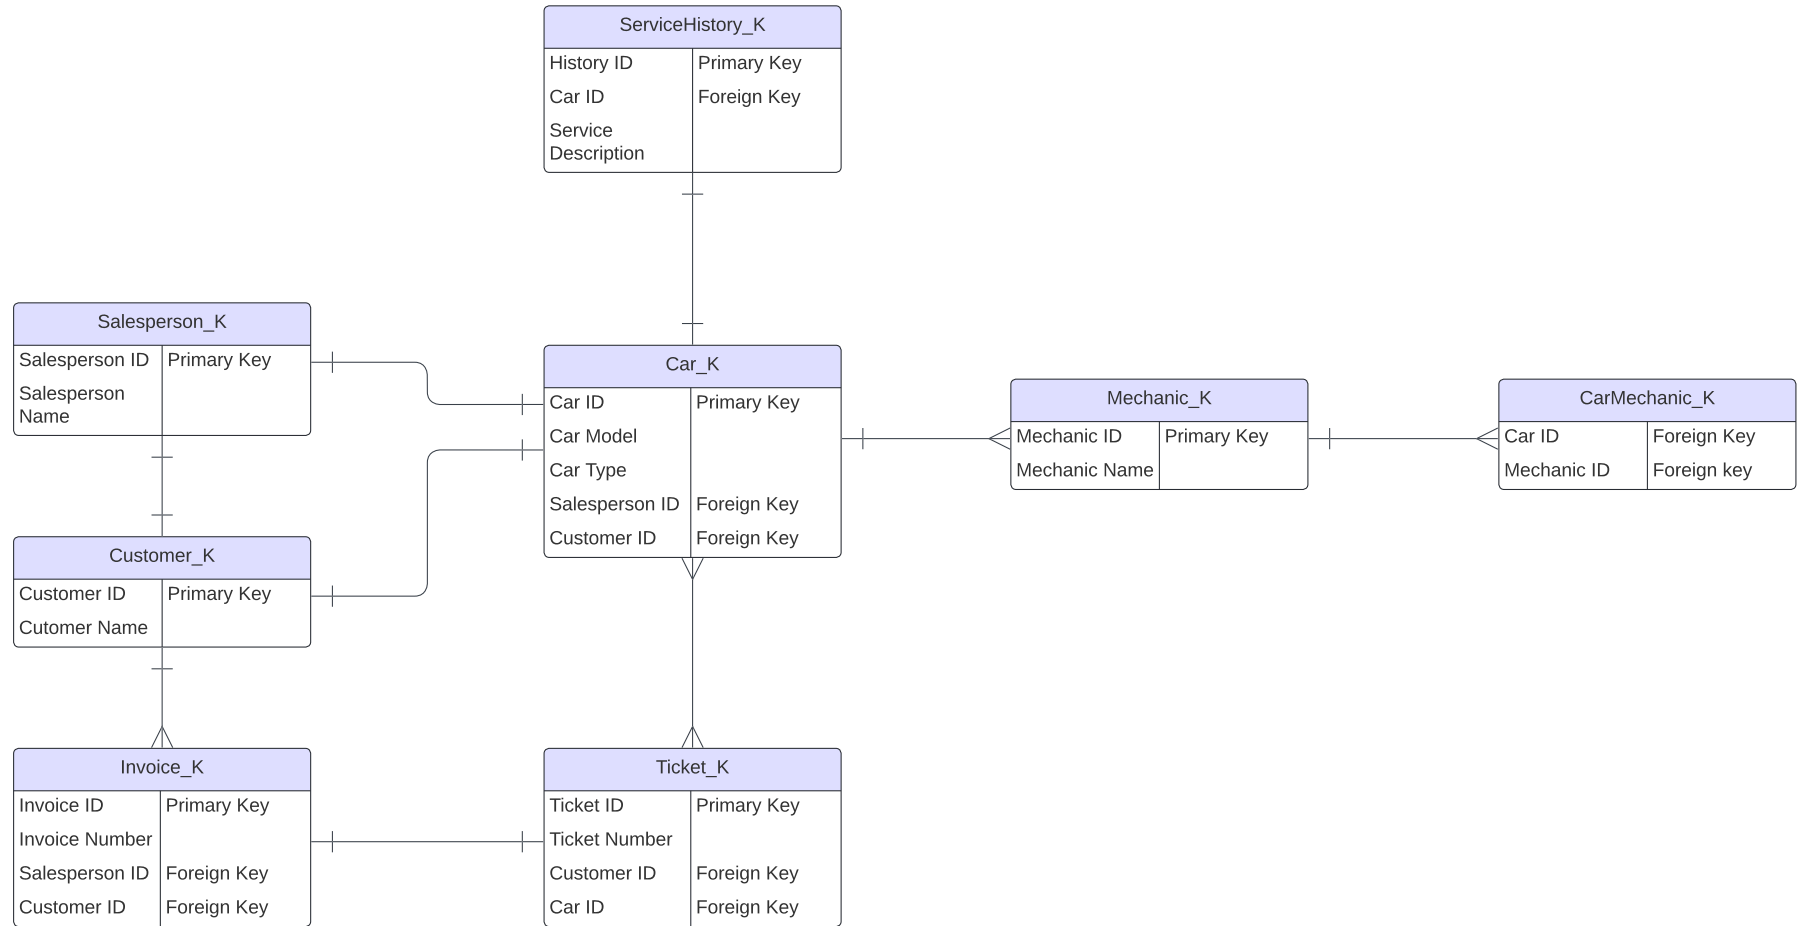 ServiceHistory_K
History ID Primary Key
Car ID Foreign Key
Service
Description
Salesperson_K
Salesperson ID Primary Key
Salesperson
Name
Car_K
Car ID Primary Key
Car Model
Car Type
Salesperson ID Foreign Key
Customer ID Foreign Key
Mechanic_K
Mechanic ID Primary Key
Mechanic Name
CarMechanic_K
Car ID Foreign Key
Mechanic ID Foreign key
Customer_K
Customer ID Primary Key
Cutomer Name
Invoice_K
Invoice ID Primary Key
Invoice Number
Salesperson ID Foreign Key
Customer ID Foreign Key
Ticket_K
Ticket ID Primary Key
Ticket Number
Customer ID Foreign Key
Car ID Foreign Key